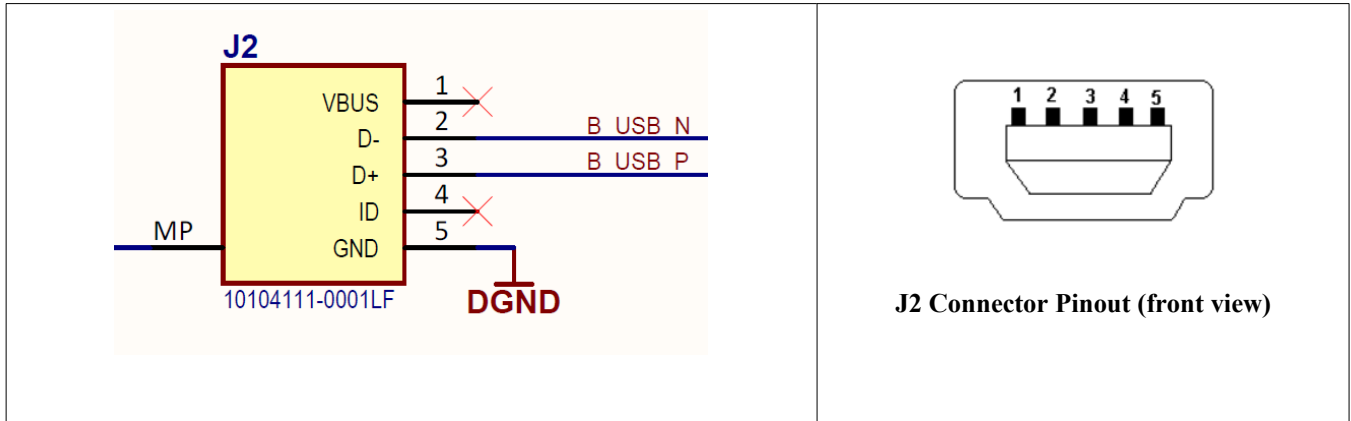 J2
VBUS 1
D- 2 B_USB_N
D+ 3 B_USB_P
ID 4
MP
GND 5
10104111-0001LF
DGND
1 2 3 4 5
J2 Connector Pinout (front view)